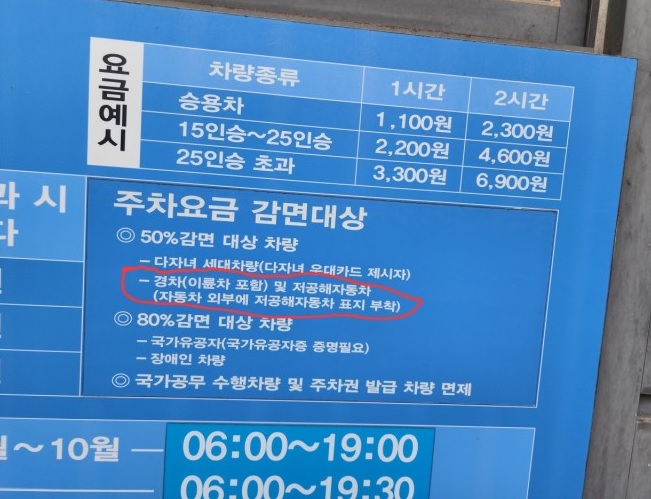 요금예시
차량종류 1시간 2시간
승용차 1,100원 2,300원
15인승~25인승 2,200원 4,600원
25인승 초과 3,300원 6,900원
과 시
다
주차요금 감면대상
◎ 50%감면 대상 차량
– 다자녀 세대차량(다자녀 우대카드 제시자)
– 경차(이륜차 포함) 및 저공해자동차
(자동차 외부에 저공해자동차 표지 부착)
◎ 80%감면 대상 차량
– 국가유공자(국가유공자증 증명필요)
– 장애인 차량
◎ 국가공무 수행차량 및 주차권 발급 차량 면제
월~10월 — 06:00~19:00
06:00~19:30